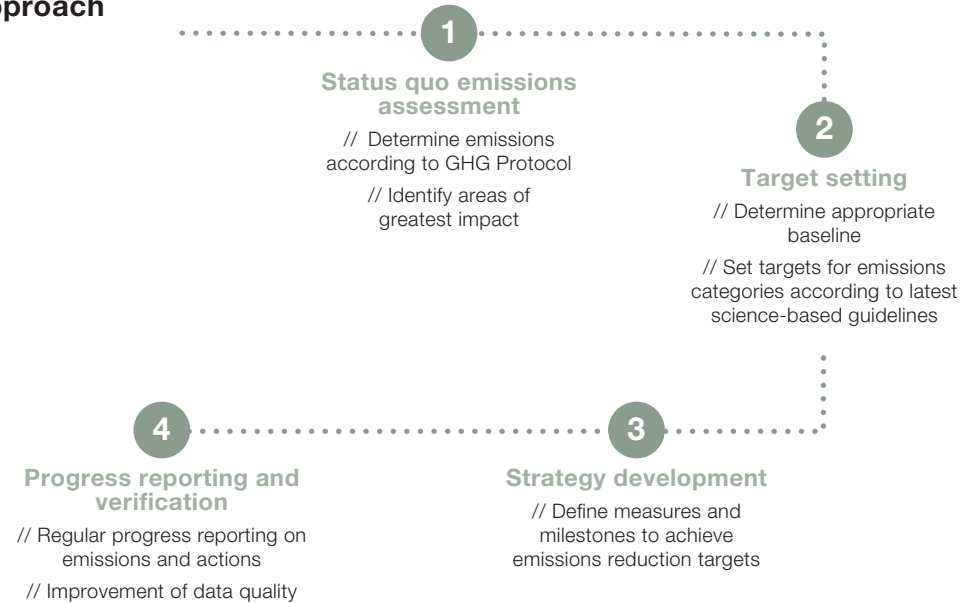 1
Status quo emissions
assessment
// Determine emissions
according to GHG Protocol
// Identify areas of
greatest impact
2
Target setting
// Determine appropriate
baseline
// Set targets for emissions
categories according to latest
science-based guidelines
3
Strategy development
// Define measures and
milestones to achieve
emissions reduction targets
4
Progress reporting and
verification
// Regular progress reporting on
emissions and actions
// Improvement of data quality